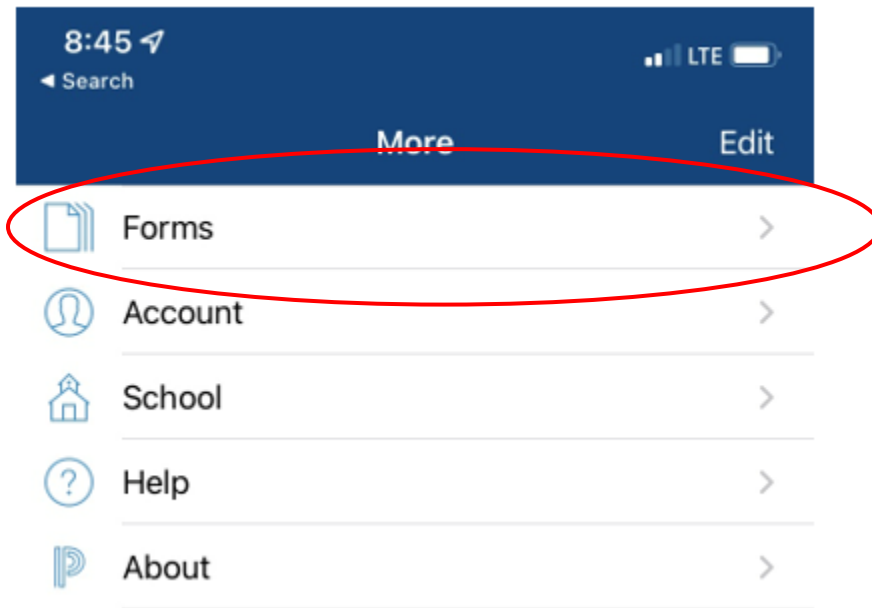 8:45
LTE
◀ Search
More
Edit
Forms
Account
School
? Help
About